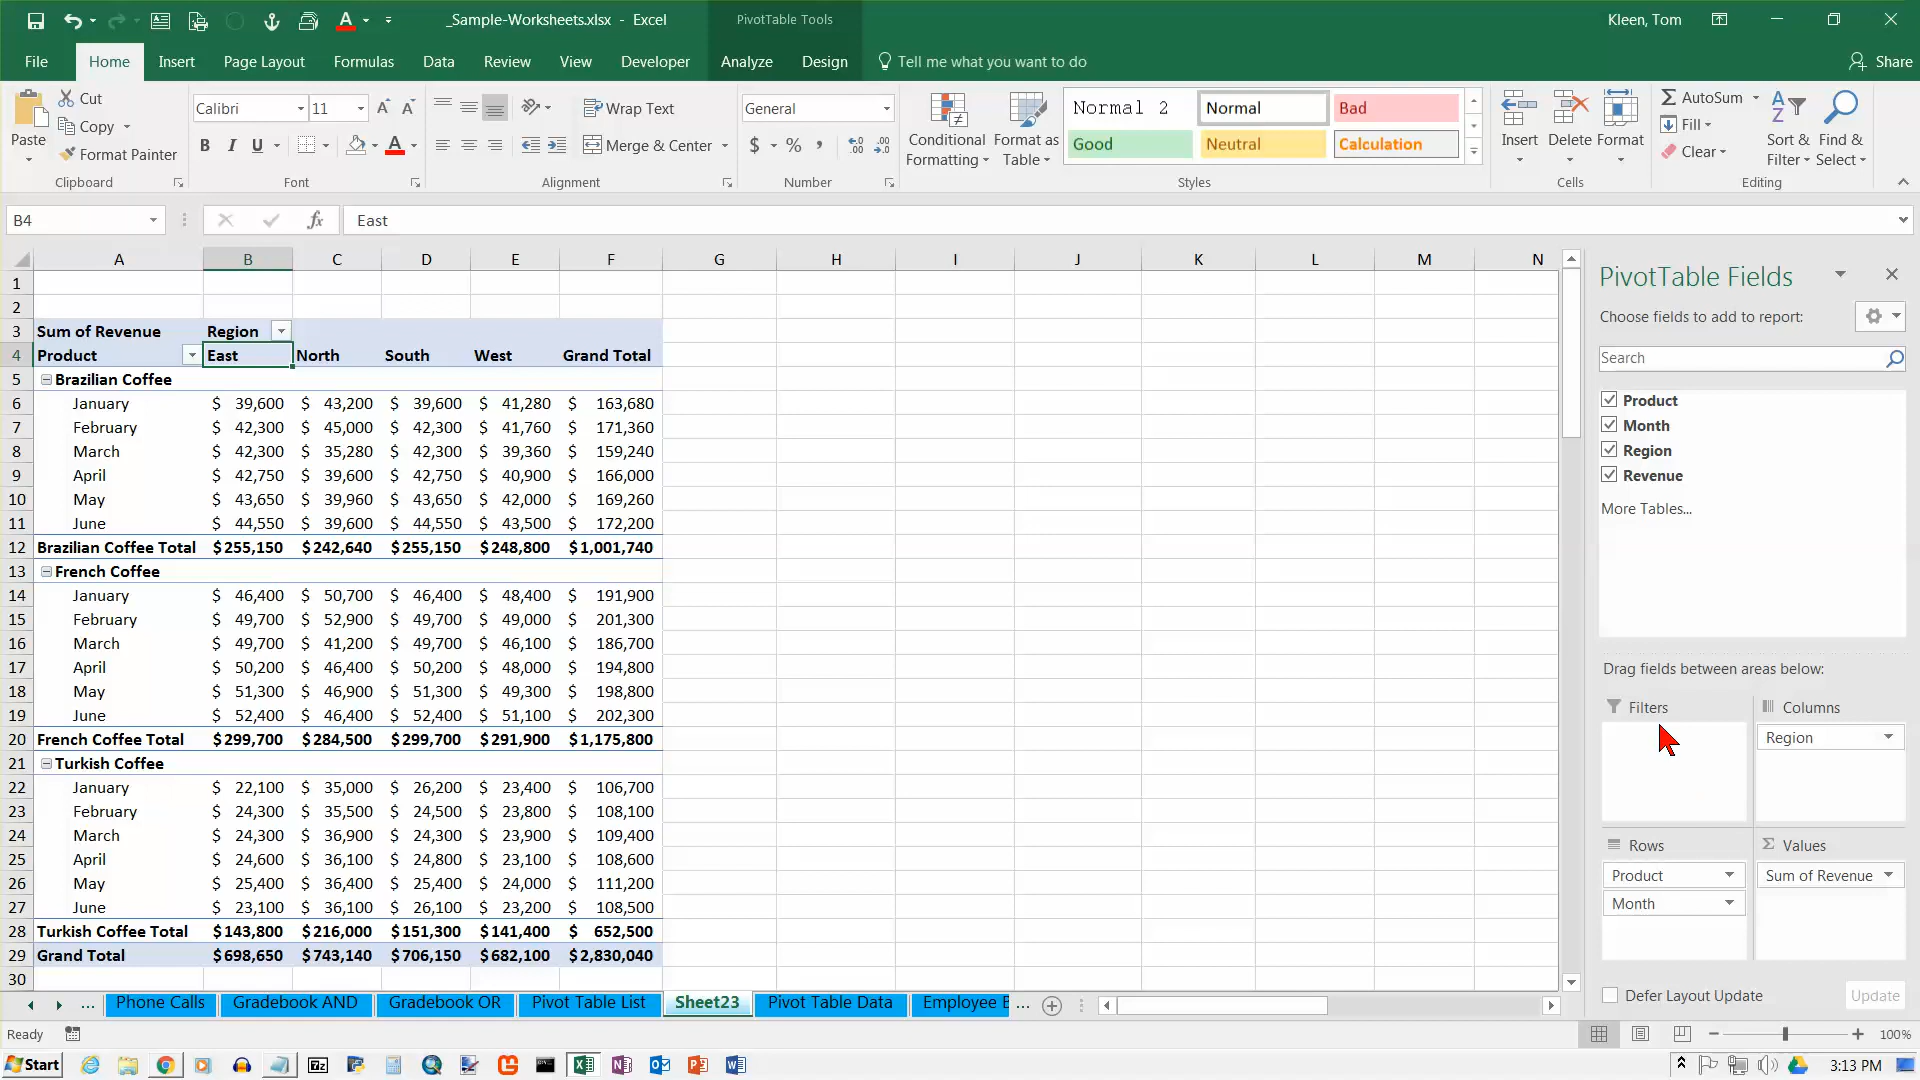 _Sample-Worksheets.xlsx - Excel
PivotTable Tools
Kleen, Tom
File Home Insert Page Layout Formulas Data Review View Developer Analyze Design Tell me what you want to do Share
Paste
Cut
Copy
Format Painter
Clipboard
Calibri 11
B I U
Font
Wrap Text
Merge & Center
Alignment
General
$ % ,
Number
Conditional Formatting
Format as Table
Normal 2 Normal Bad
Good Neutral Calculation
Styles
Insert Delete Format
Cells
AutoSum
Fill
Clear
Sort & Filter
Find & Select
Editing
B4 fx East
A B C D E F G H I J K L M N
1
2
3 Sum of Revenue Region
4 Product East North South West Grand Total
5 Brazilian Coffee
6 January $ 39,600 $ 43,200 $ 39,600 $ 41,280 $ 163,680
7 February $ 42,300 $ 45,000 $ 42,300 $ 41,760 $ 171,360
8 March $ 42,300 $ 35,280 $ 42,300 $ 39,360 $ 159,240
9 April $ 42,750 $ 39,600 $ 42,750 $ 40,900 $ 166,000
10 May $ 43,650 $ 39,960 $ 43,650 $ 42,000 $ 169,260
11 June $ 44,550 $ 39,600 $ 44,550 $ 43,500 $ 172,200
12 Brazilian Coffee Total $255,150 $242,640 $255,150 $248,800 $1,001,740
13 French Coffee
14 January $ 46,400 $ 50,700 $ 46,400 $ 48,400 $ 191,900
15 February $ 49,700 $ 52,900 $ 49,700 $ 49,000 $ 201,300
16 March $ 49,700 $ 41,200 $ 49,700 $ 46,100 $ 186,700
17 April $ 50,200 $ 46,400 $ 50,200 $ 48,000 $ 194,800
18 May $ 51,300 $ 46,900 $ 51,300 $ 49,300 $ 198,800
19 June $ 52,400 $ 46,400 $ 52,400 $ 51,100 $ 202,300
20 French Coffee Total $299,700 $284,500 $299,700 $291,900 $1,175,800
21 Turkish Coffee
22 January $ 22,100 $ 35,000 $ 26,200 $ 23,400 $ 106,700
23 February $ 24,300 $ 35,500 $ 24,500 $ 23,800 $ 108,100
24 March $ 24,300 $ 36,900 $ 24,300 $ 23,900 $ 109,400
25 April $ 24,600 $ 36,100 $ 24,800 $ 23,100 $ 108,600
26 May $ 25,400 $ 36,400 $ 25,400 $ 24,000 $ 111,200
27 June $ 23,100 $ 36,100 $ 26,100 $ 23,200 $ 108,500
28 Turkish Coffee Total $143,800 $216,000 $151,300 $141,400 $ 652,500
29 Grand Total $698,650 $743,140 $706,150 $682,100 $2,830,040
30
PivotTable Fields
Choose fields to add to report:
Search
Product
Month
Region
Revenue
More Tables...
Drag fields between areas below:
Filters
Columns
Region
Rows
Product
Month
Values
Sum of Revenue
Defer Layout Update Update
... Phone Calls Gradebook AND Gradebook OR Pivot Table List Sheet23 Pivot Table Data Employee E ...
Ready
100%
Start
3:13 PM